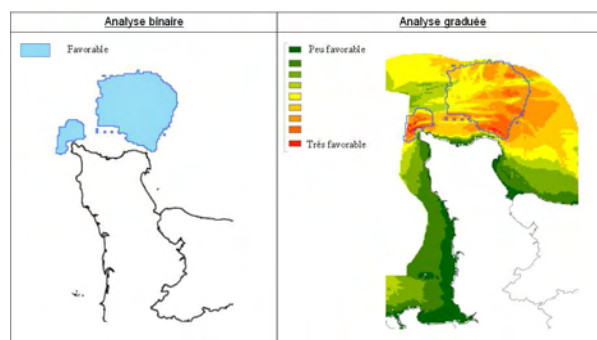 Analyse binaire
Analyse graduée
Favorable
Peu favorable
Très favorable